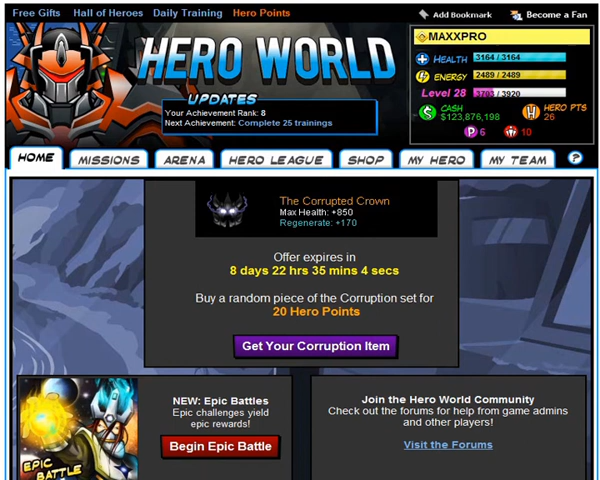 Free Gifts Hall of Heroes Daily Training Hero Points
Add Bookmark Become a Fan
HERO WORLD
UPDATES
Your Achievement Rank: 8
Next Achievement: Complete 25 trainings
MAXXPRO
HEALTH 3164 / 3164
ENERGY 2489 / 2489
LEVEL 28 3703 / 3920
CASH
$123,876,198
HERO PTS
26
P 6 10
HOME MISSIONS ARENA HERO LEAGUE SHOP MY HERO MY TEAM ?
The Corrupted Crown
Max Health: +850
Regenerate: +170
Offer expires in
8 days 22 hrs 35 mins 4 secs
Buy a random piece of the Corruption set for
20 Hero Points
Get Your Corruption Item
EPIC
BATTLE
NEW: Epic Battles
Epic challenges yield
epic rewards!
Begin Epic Battle
Join the Hero World Community
Check out the forums for help from game admins
and other players!
Visit the Forums